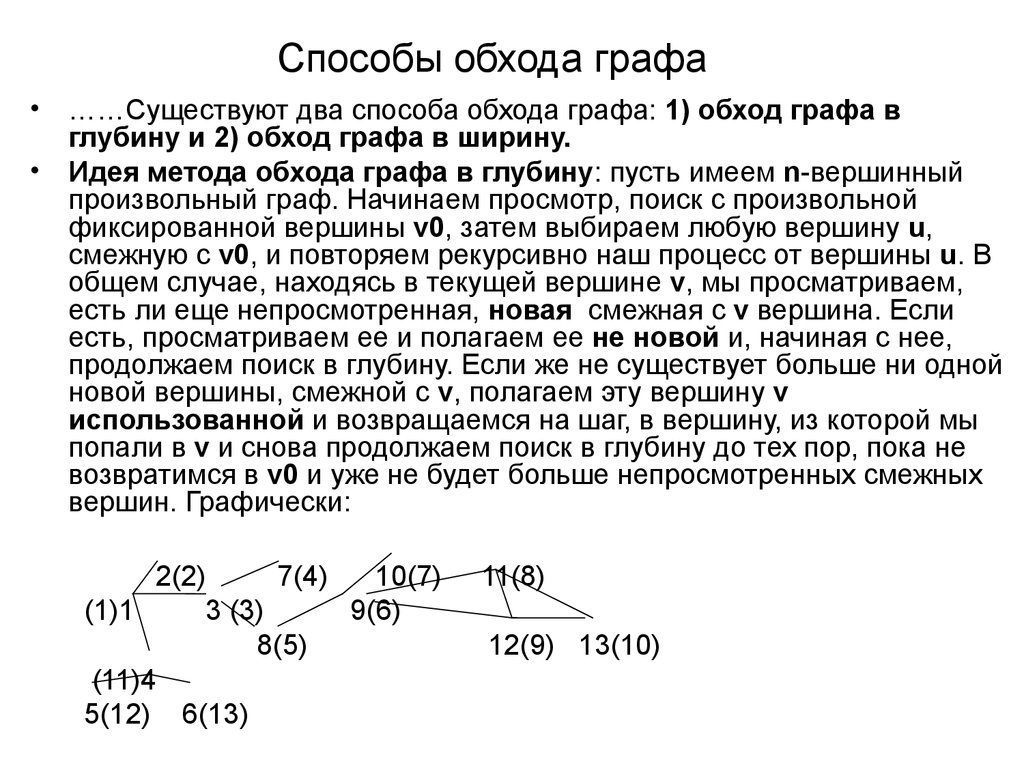 Способы обхода графа
• ……Существуют два способа обхода графа: 1) обход графа в
глубину и 2) обход графа в ширину.
• Идея метода обхода графа в глубину: пусть имеем n-вершинный
произвольный граф. Начинаем просмотр, поиск с произвольной
фиксированной вершины v0, затем выбираем любую вершину u,
смежную с v0, и повторяем рекурсивно наш процесс от вершины u. В
общем случае, находясь в текущей вершине v, мы просматриваем,
есть ли еще непросмотренная, новая смежная с v вершина. Если
есть, просматриваем ее и полагаем ее не новой и, начиная с нее,
продолжаем поиск в глубину. Если же не существует больше ни одной
новой вершины, смежной с v, полагаем эту вершину v
использованной и возвращаемся на шаг, в вершину, из которой мы
попали в v и снова продолжаем поиск в глубину до тех пор, пока не
возвратимся в v0 и уже не будет больше непросмотренных смежных
вершин. Графически:
2(2) 7(4) 10(7) 11(8)
(1)1 3 (3) 9(6)
8(5) 12(9) 13(10)
(11)4
5(12) 6(13)